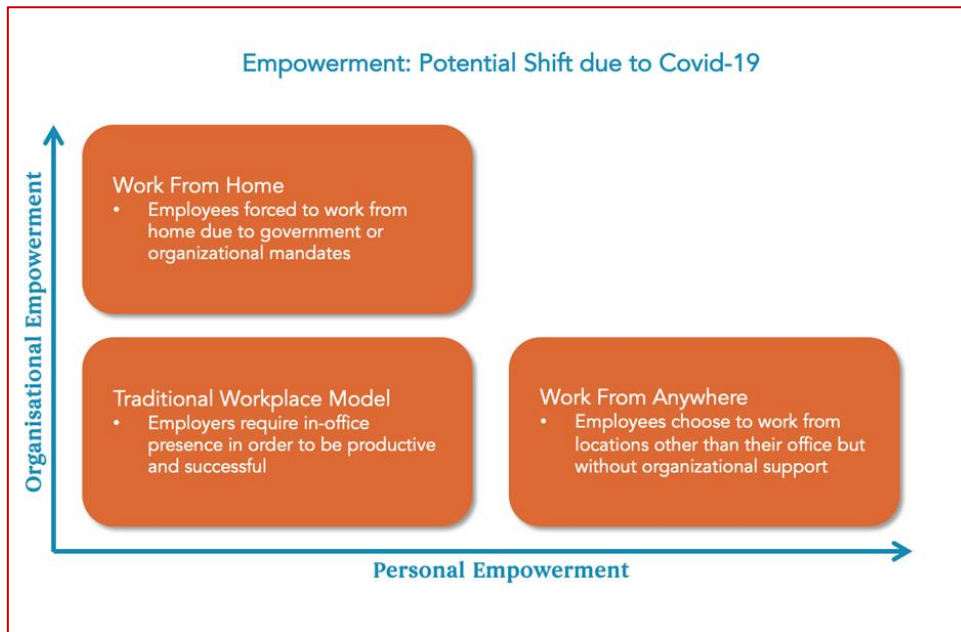 Empowerment: Potential Shift due to Covid-19
Organisational Empowerment
Work From Home
• Employees forced to work from
home due to government or
organizational mandates
Traditional Workplace Model
• Employers require in-office
presence in order to be productive
and successful
Work From Anywhere
• Employees choose to work from
locations other than their office but
without organizational support
Personal Empowerment